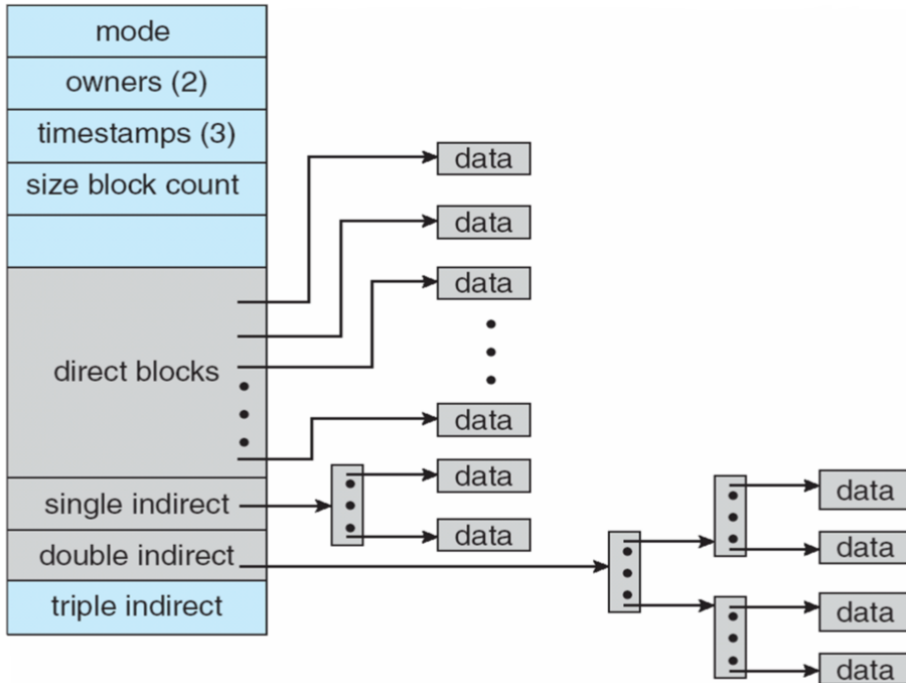 mode
owners (2)
timestamps (3)
size block count
direct blocks
single indirect
double indirect
triple indirect
data
data
data
data
data
data
data
data
data
data